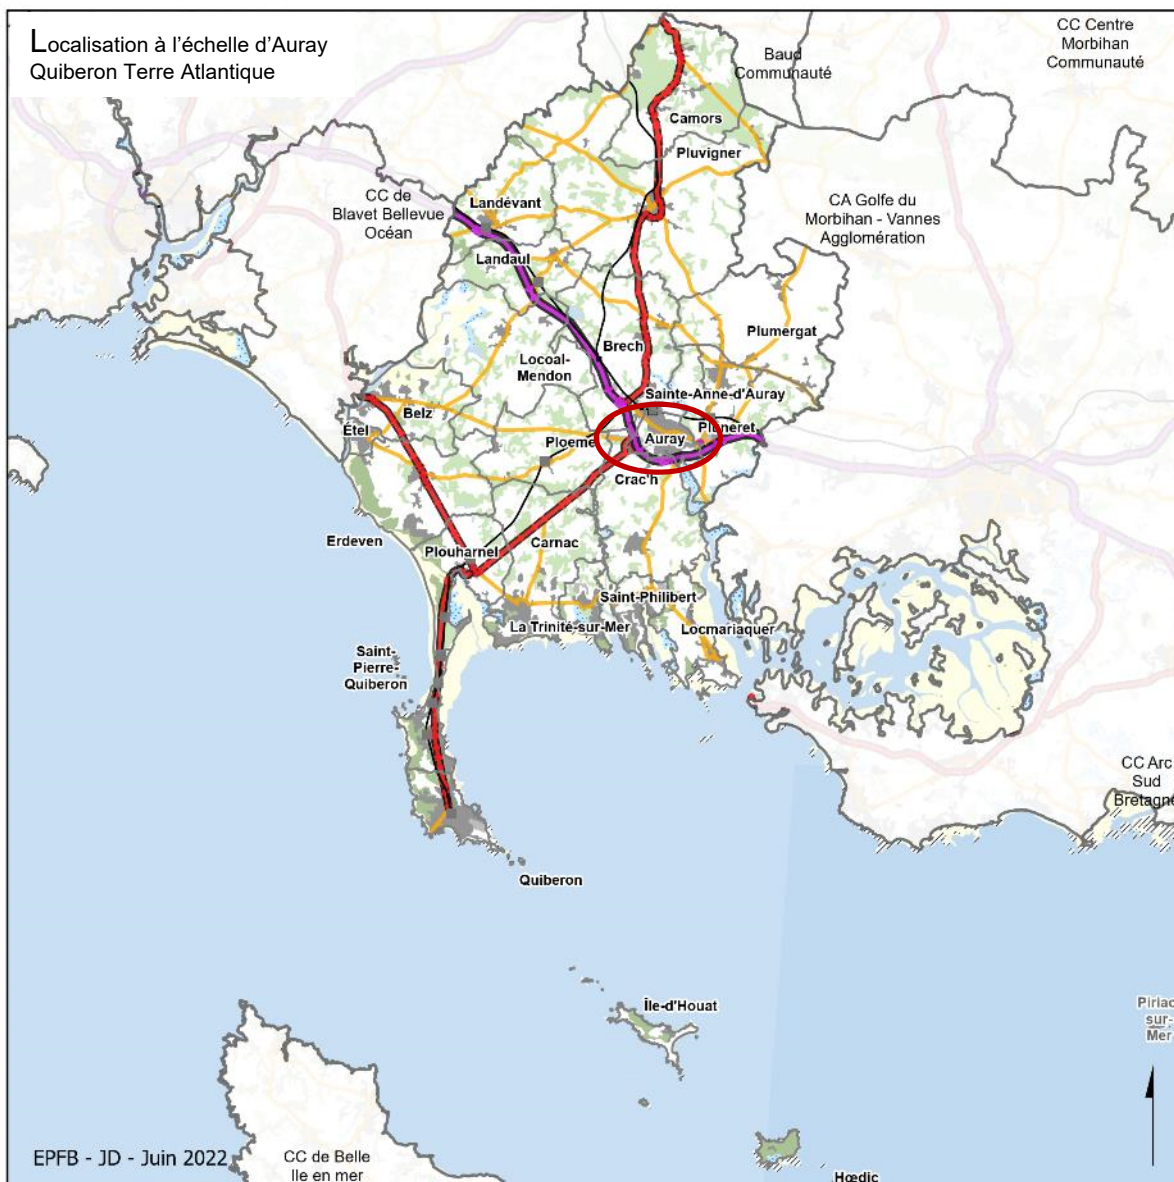 Localisation à l'échelle d'Auray
Quiberon Terre Atlantique
CC Centre
Morbihan
Communauté
Baud
Communauté
Camors
Pluvigner
CC de
Blavet Bellevue
Océan
Landévant
CA Golfe du
Morbihan - Vannes
Agglomération
Landaul
Plumergat
Brech
Locoal-
Mendon
Sainte-Anne-d'Auray
Belz
Étel
Ploeme
Auray
Pluneret
Crac'h
Erdeven
Plouharnel
Carnac
Saint-Philibert
La Trinité-sur-Mer
Locmariaquer
Saint-
Pierre-
Quiberon
CC Arc
Sud
Bretagne
Quiberon
Île-d'Houat
Piriac
sur-
Mer
EPFB - JD - Juin 2022
CC de Belle
Ile en mer
Hœdic